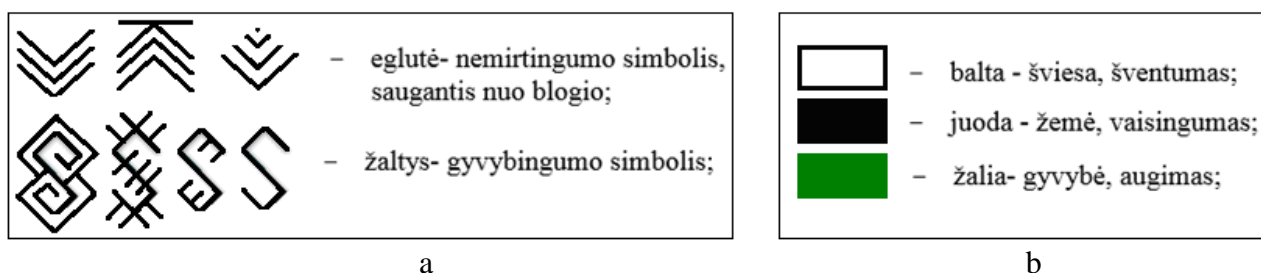 – eglutė- nemirtingumo simbolis,
saugantis nuo blogio;
– žaltys- gyvybingumo simbolis;
a
– balta - šviesa, šventumas;
– juoda - žemė, vaisingumas;
– žalia- gyvybė, augimas;
b